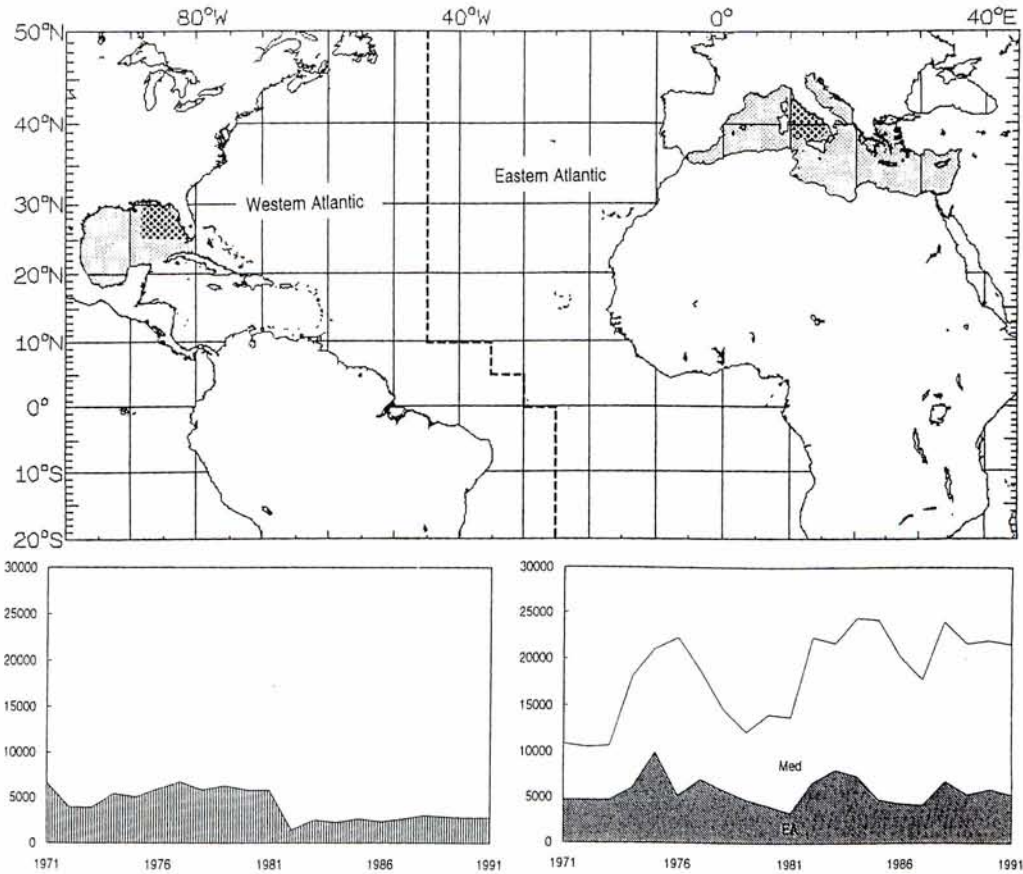 80°W 40°W 0° 40°E
50°N
40°N
30°N
20°N
10°N
0°
10°S
20°S
Western Atlantic
Eastern Atlantic
30000
25000
20000
15000
10000
5000
0
1971 1976 1981 1986 1991
30000
25000
20000
15000
10000
5000
0
Med
EA
1971 1976 1981 1986 1991